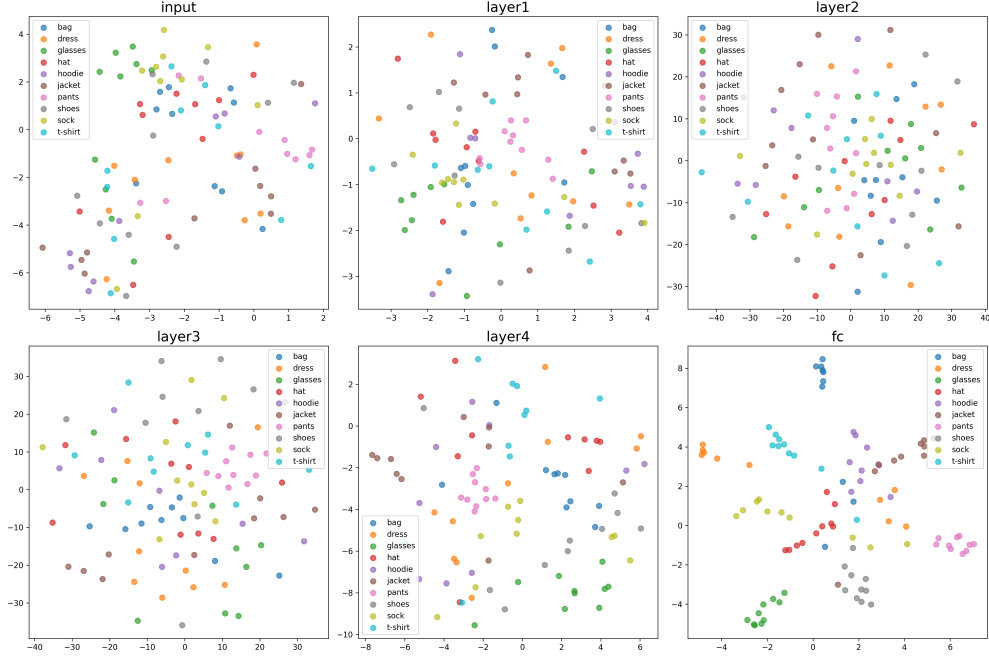 input
layer1
layer2
bag
dress
glasses
hat
hoodie
jacket
pants
shoes
sock
t-shirt
4
2
0
−2
−4
−6
−6
−5
−4
−3
−2
−1
0
1
2
bag
dress
glasses
hat
hoodie
jacket
pants
shoes
sock
t-shirt
2
1
0
−1
−2
−3
−3
−2
−1
0
1
2
3
4
bag
dress
glasses
hat
hoodie
jacket
pants
shoes
sock
t-shirt
30
20
10
0
−10
−20
−30
−40
−30
−20
−10
0
10
20
30
40
layer3
layer4
fc
bag
dress
glasses
hat
hoodie
jacket
pants
shoes
sock
t-shirt
30
20
10
0
−10
−20
−30
−40
−30
−20
−10
0
10
20
30
bag
dress
glasses
hat
hoodie
jacket
pants
shoes
sock
t-shirt
2
0
−2
−4
−6
−8
−10
−8
−6
−4
−2
0
2
4
6
bag
dress
glasses
hat
hoodie
jacket
pants
shoes
sock
t-shirt
8
6
4
2
0
−2
−4
−4
−2
0
2
4
6